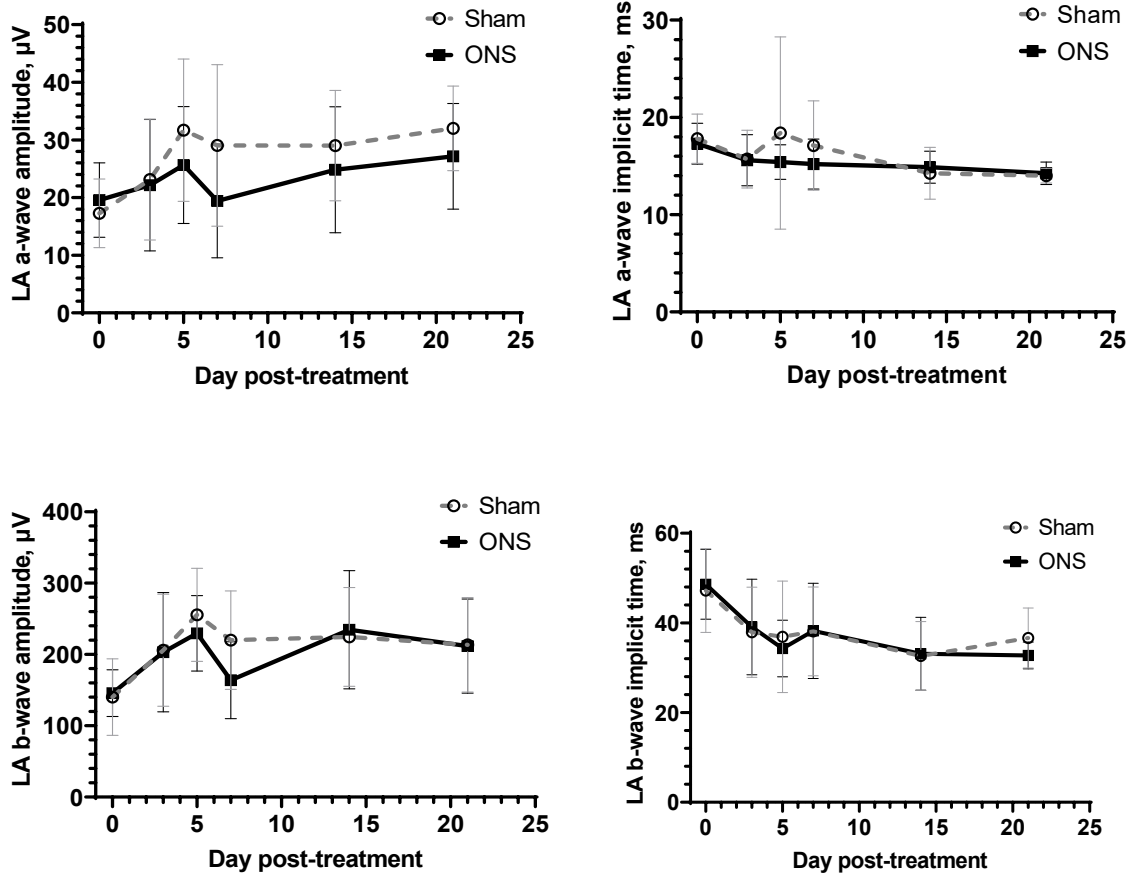 LA a-wave amplitude, µV
50
40
30
20
10
0
0 5 10 15 20 25
Day post-treatment
Sham
ONS
LA a-wave implicit time, ms
30
20
10
0
0 5 10 15 20 25
Day post-treatment
Sham
ONS
LA b-wave amplitude, µV
400
300
200
100
0
0 5 10 15 20 25
Day post-treatment
Sham
ONS
LA b-wave implicit time, ms
60
40
20
0
0 5 10 15 20 25
Day post-treatment
Sham
ONS